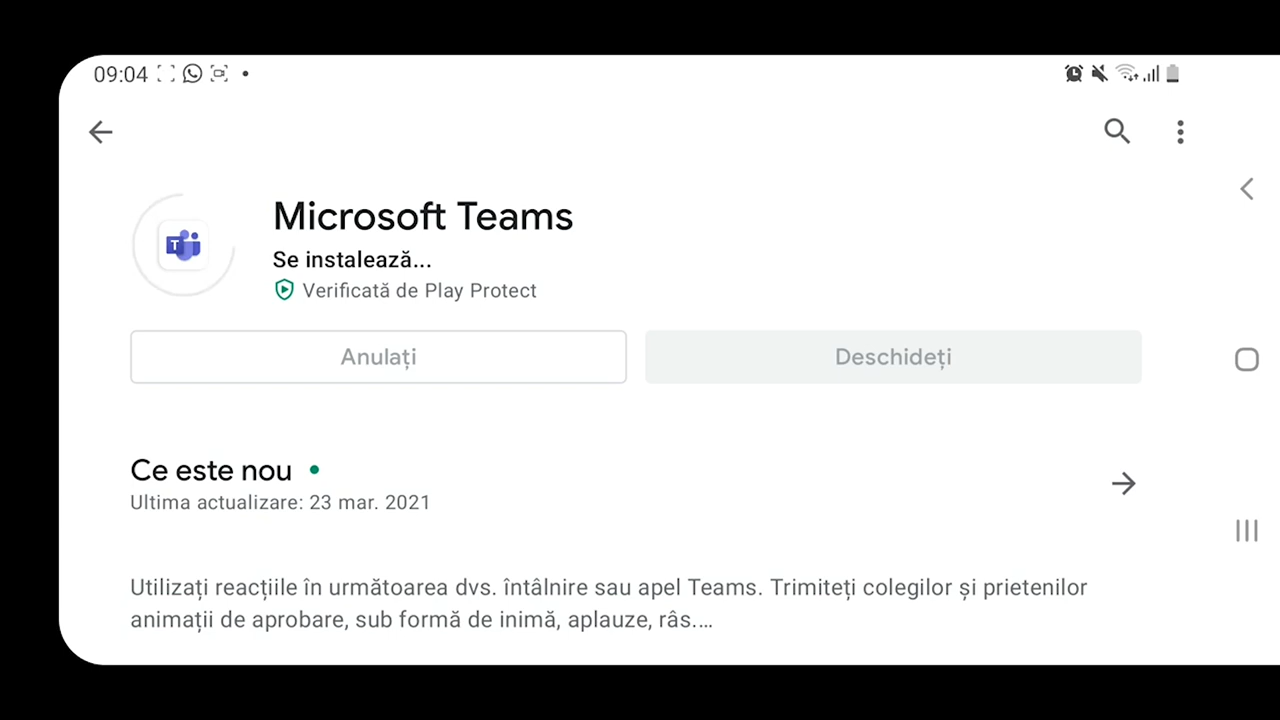 09:04
Microsoft Teams
T
Se instalează...
Verificată de Play Protect
Anulați
Deschideți
Ce este nou
Ultima actualizare: 23 mar. 2021
Utilizați reacțiile în următoarea dvs. întâlnire sau apel Teams. Trimiteți colegilor și prietenilor
animații de aprobare, sub formă de inimă, aplauze, râs.…